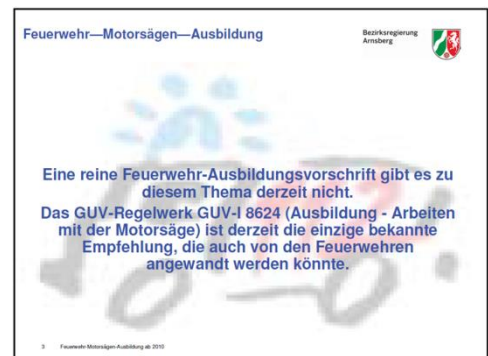 Feuerwehr—Motorsägen—Ausbildung
Bezirksregierung
Arnsberg
Eine reine Feuerwehr-Ausbildungsvorschrift gibt es zu
diesem Thema derzeit nicht.
Das GUV-Regelwerk GUV-I 8624 (Ausbildung - Arbeiten
mit der Motorsäge) ist derzeit die einzige bekannte
Empfehlung, die auch von den Feuerwehren
angewandt werden könnte.
3 Feuerwehr-Motorsägen-Ausbildung ab 2010